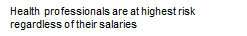 Health professionals are at highest risk
regardless of their salaries